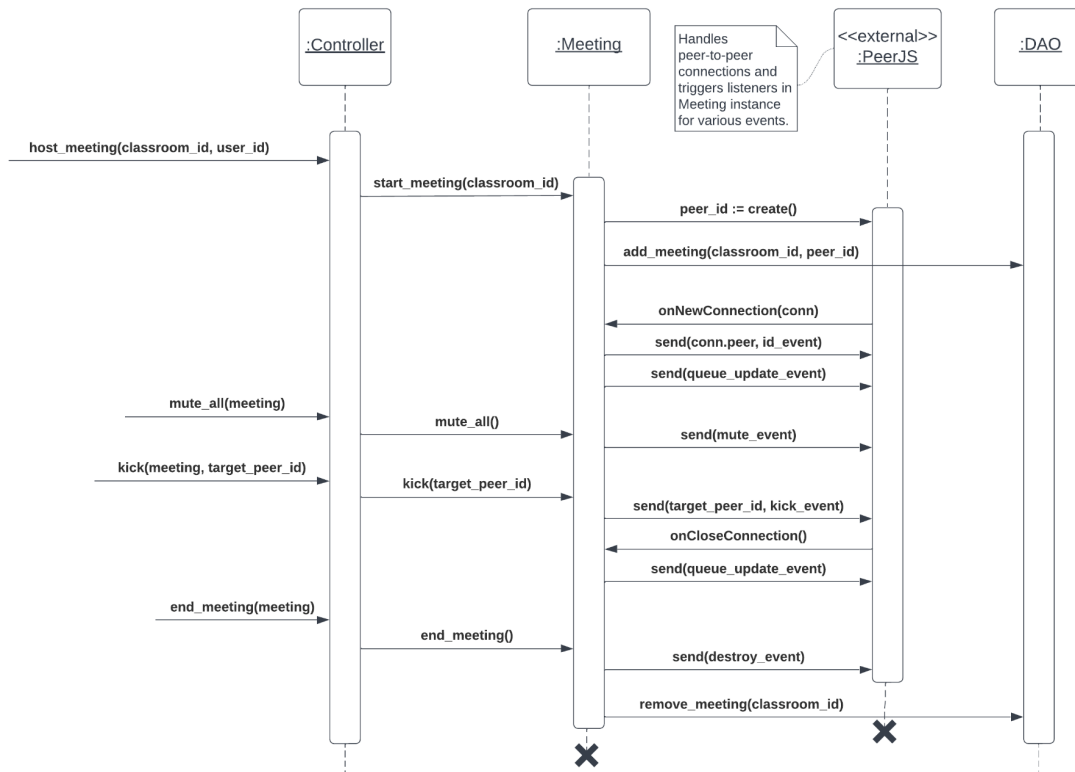 :Controller
:Meeting
Handles
peer-to-peer
connections and
triggers listeners in
Meeting instance
for various events.
<<external>>
:PeerJS
:DAO
host_meeting(classroom_id, user_id)
start_meeting(classroom_id)
peer_id := create()
add_meeting(classroom_id, peer_id)
onNewConnection(conn)
send(conn.peer, id_event)
send(queue_update_event)
mute_all(meeting)
mute_all()
send(mute_event)
kick(meeting, target_peer_id)
kick(target_peer_id)
send(target_peer_id, kick_event)
onCloseConnection()
send(queue_update_event)
end_meeting(meeting)
end_meeting()
send(destroy_event)
remove_meeting(classroom_id)